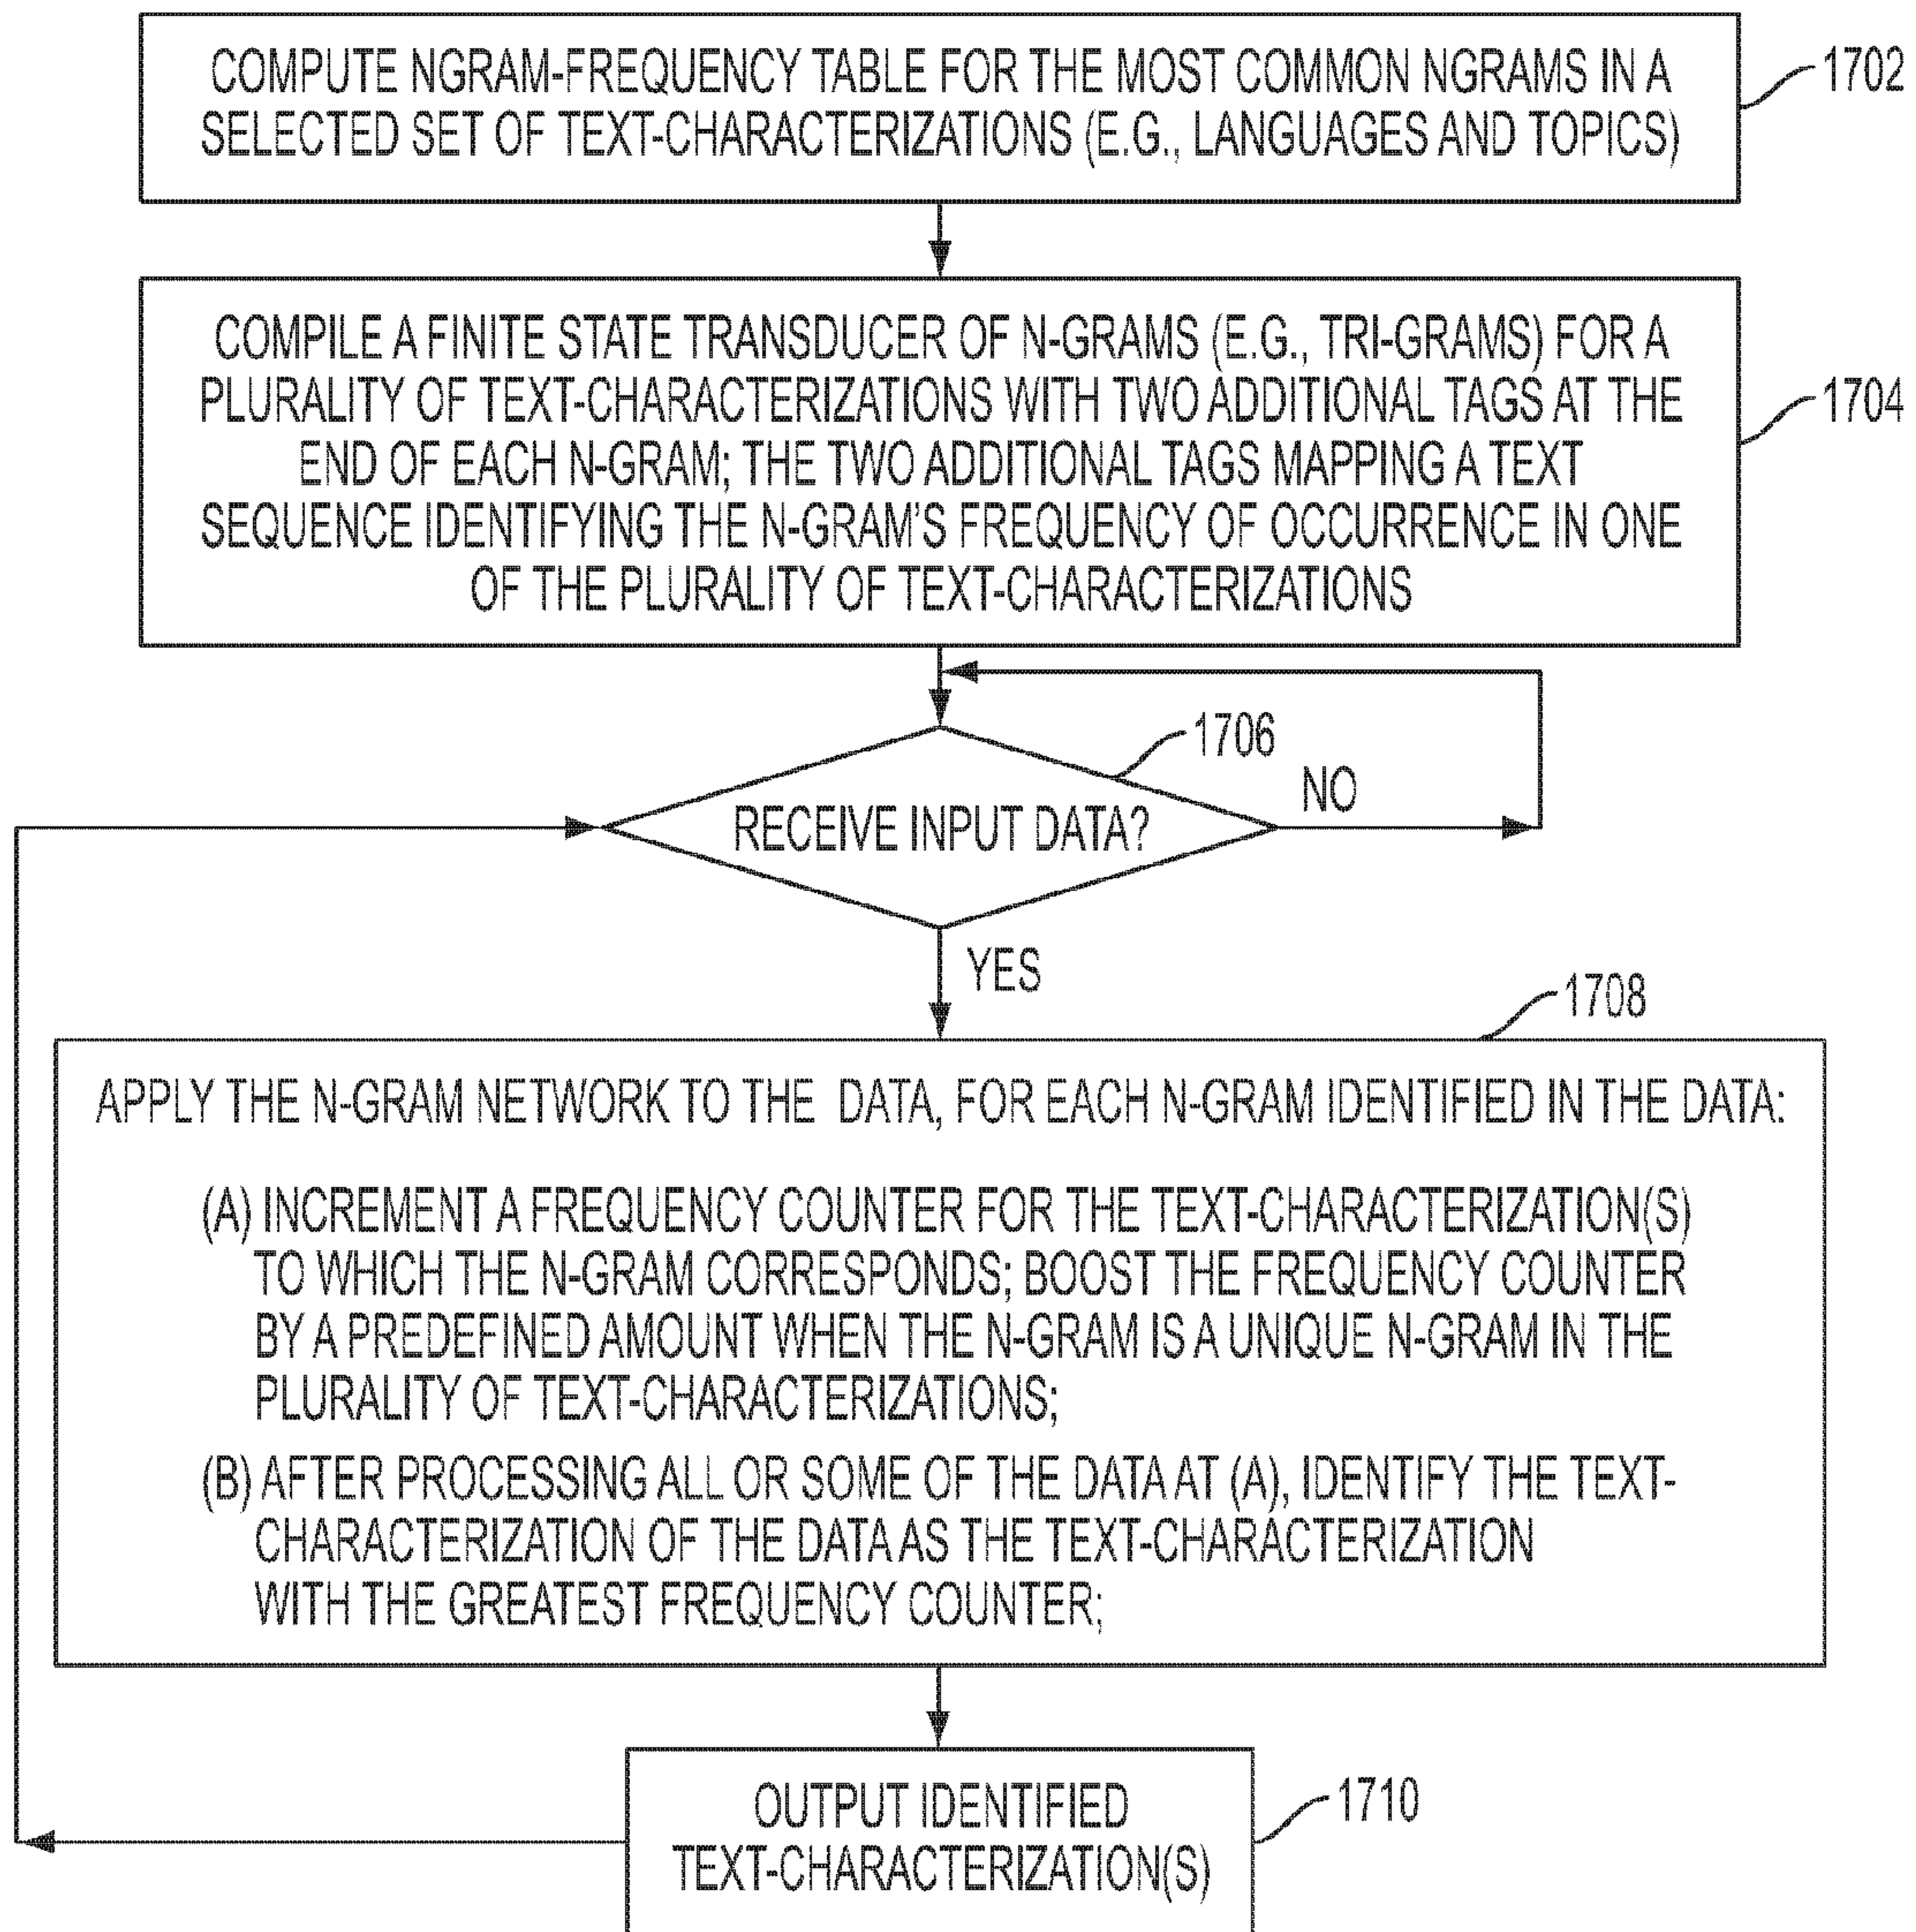 COMPUTE NGRAM-FREQUENCY TABLE FOR THE MOST COMMON NGRAMS IN A
SELECTED SET OF TEXT-CHARACTERIZATIONS (E.G., LANGUAGES AND TOPICS)
1702
COMPILE A FINITE STATE TRANSDUCER OF N-GRAMS (E.G., TRI-GRAMS) FOR A
PLURALITY OF TEXT-CHARACTERIZATIONS WITH TWO ADDITIONAL TAGS AT THE
END OF EACH N-GRAM; THE TWO ADDITIONAL TAGS MAPPING A TEXT
SEQUENCE IDENTIFYING THE N-GRAM'S FREQUENCY OF OCCURRENCE IN ONE
OF THE PLURALITY OF TEXT-CHARACTERIZATIONS
1704
1706
RECEIVE INPUT DATA?
NO
YES
1708
APPLY THE N-GRAM NETWORK TO THE DATA, FOR EACH N-GRAM IDENTIFIED IN THE DATA:
(A) INCREMENT A FREQUENCY COUNTER FOR THE TEXT-CHARACTERIZATION(S)
TO WHICH THE N-GRAM CORRESPONDS; BOOST THE FREQUENCY COUNTER
BY A PREDEFINED AMOUNT WHEN THE N-GRAM IS A UNIQUE N-GRAM IN THE
PLURALITY OF TEXT-CHARACTERIZATIONS;
(B) AFTER PROCESSING ALL OR SOME OF THE DATA AT (A), IDENTIFY THE TEXT-
CHARACTERIZATION OF THE DATA AS THE TEXT-CHARACTERIZATION
WITH THE GREATEST FREQUENCY COUNTER;
OUTPUT IDENTIFIED
TEXT-CHARACTERIZATION(S)
1710